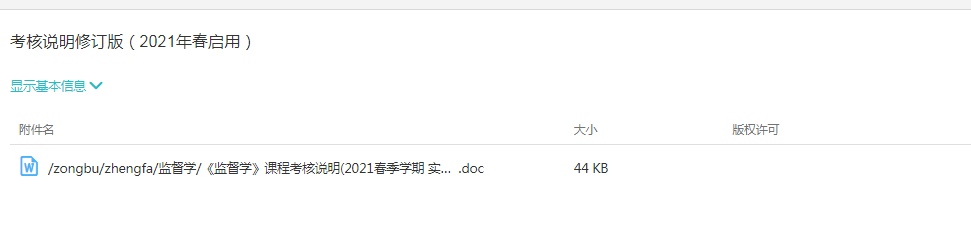 考核说明修订版（2021年春启用）
显示基本信息
附件名 大小 版权许可
/zongbu/zhengfa/监督学/《监督学》课程考核说明(2021春季学期 实... .doc 44 KB